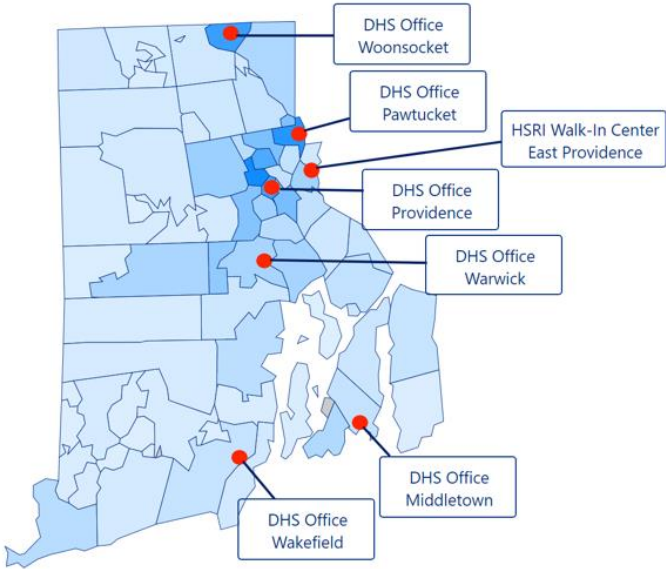 DHS Office
Woonsocket
DHS Office
Pawtucket
HSRI Walk-In Center
East Providence
DHS Office
Providence
DHS Office
Warwick
DHS Office
Middletown
DHS Office
Wakefield